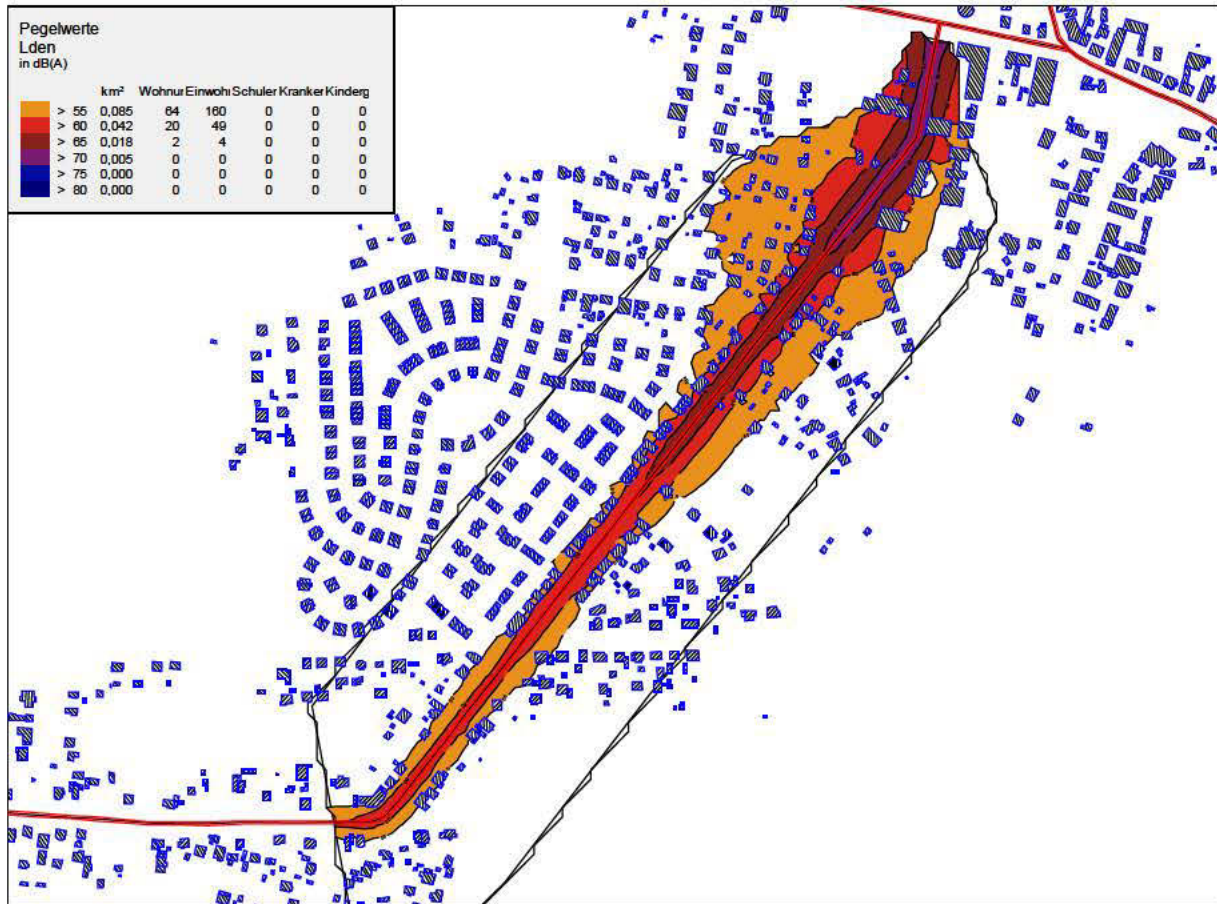 Pegelwerte
Lden
in dB(A)
km² Wohnur Einwohi Schuler Kranker Kinderg
> 55 0,085 64 160 0 0 0
> 60 0,042 20 49 0 0 0
> 65 0,018 2 4 0 0 0
> 70 0,005 0 0 0 0 0
> 75 0,000 0 0 0 0 0
> 80 0,000 0 0 0 0 0